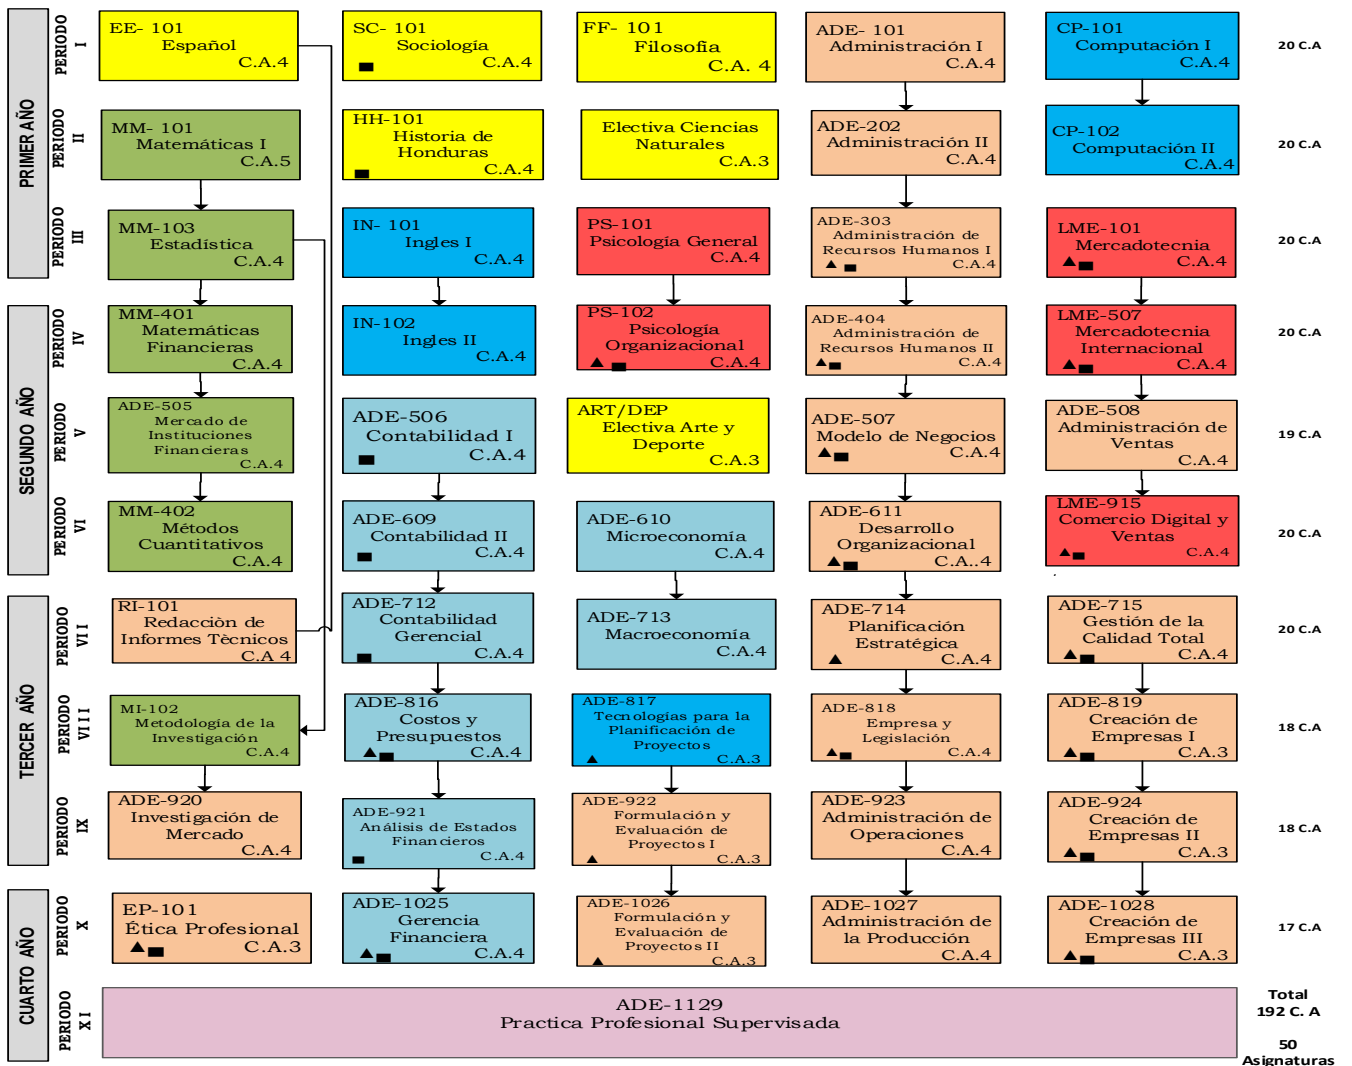 PRIMER AÑO
PERIODO
I
EE- 101
Español
C.A.4
SC- 101
Sociología
C.A.4
FF- 101
Filosofia
C.A. 4
ADE- 101
Administración I
C.A.4
CP-101
Computación I
C.A.4
20 C.A
PERIODO
II
MM- 101
Matemáticas I
C.A.5
HH-101
Historia de
Honduras
C.A.4
Electiva Ciencias
Naturales
C.A.3
ADE-202
Administración II
C.A.4
CP-102
Computación II
C.A.4
20 C.A
PERIODO
III
MM-103
Estadística
C.A.4
IN- 101
Ingles I
C.A.4
PS-101
Psicología General
C.A.4
ADE-303
Administración de
Recursos Humanos I
C.A.4
LME-101
Mercadotecnia
C.A.4
20 C.A
SEGUNDO AÑO
PERIODO
IV
MM-401
Matemáticas
Financieras
C.A.4
IN-102
Ingles II
C.A.4
PS-102
Psicología
Organizacional
C.A.4
ADE-404
Administración de
Recursos Humanos II
C.A.4
LME-507
Mercadotecnia
Internacional
C.A.4
20 C.A
PERIODO
V
ADE-505
Mercado de
Instituciones
Financieras
C.A.4
ADE-506
Contabilidad I
C.A.4
ART/DEP
Electiva Arte y
Deporte
C.A.3
ADE-507
Modelo de Negocios
C.A.4
ADE-508
Administración de
Ventas
C.A.4
19 C.A
PERIODO
VI
MM-402
Métodos
Cuantitativos
C.A.4
ADE-609
Contabilidad II
C.A.4
ADE-610
Microeconomía
C.A.4
ADE-611
Desarrollo
Organizacional
C.A..4
LME-915
Comercio Digital y
Ventas
C.A.4
20 C.A
TERCER AÑO
PERIODO
VII
RI-101
Redacciòn de
Informes Tècnicos
C.A 4
ADE-712
Contabilidad
Gerencial
C.A.4
ADE-713
Macroeconomía
C.A.4
ADE-714
Planificación
Estratégica
C.A.4
ADE-715
Gestión de la
Calidad Total
C.A.4
20 C.A
PERIODO
VIII
MI-102
Metodología de la
Investigación
C.A.4
ADE-816
Costos y
Presupuestos
C.A.4
ADE-817
Tecnologías para la
Planificación de
Proyectos
C.A.3
ADE-818
Empresa y
Legislación
C.A.4
ADE-819
Creación de
Empresas I
C.A.3
18 C.A
PERIODO
IX
ADE-920
Investigación de
Mercado
C.A.4
ADE-921
Análisis de Estados
Financieros
C.A.4
ADE-922
Formulación y
Evaluación de
Proyectos I
C.A.3
ADE-923
Administración de
Operaciones
C.A.4
ADE-924
Creación de
Empresas II
C.A.3
18 C.A
CUARTO AÑO
PERIODO
X
EP-101
Ética Profesional
C.A.3
ADE-1025
Gerencia
Financiera
C.A.4
ADE-1026
Formulación y
Evaluación de
Proyectos II
C.A.3
ADE-1027
Administración de
la Producción
C.A.4
ADE-1028
Creación de
Empresas III
C.A.3
17 C.A
PERIODO
XI
ADE-1129
Practica Profesional Supervisada
Total
192 C. A
50
Asignaturas